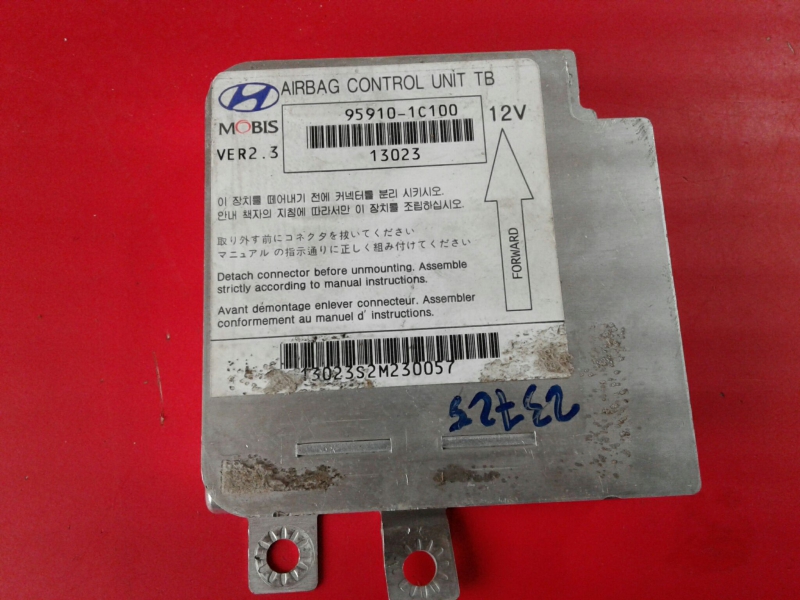 AIRBAG CONTROL UNIT TB
MOBIS
95910-1C100
12V
VER2.3
13023
이 장치를 떼어내기 전에 커넥터를 분리 시키시오.
안내 책자의 지침에 따라서만 이 장치를 조립하십시오.
取り外す前にコネクタを抜いてください
マニュアル の指示通りに正しく組み付けてください
FORWARD
Detach connector before unmounting. Assemble
strictly according to manual instructions.
Avant démontage enlever connecteur. Assembler
conformement au manuel d' instructions.
13023S2M230057
23725